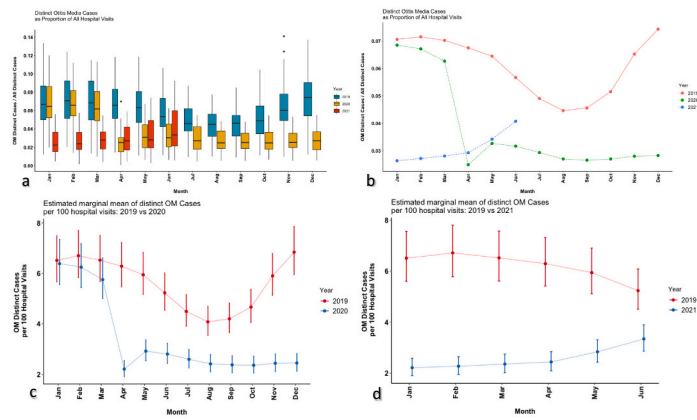 Distinct Otitis Media Cases
as Proportion of All Hospital Visits
OM Distinct Cases / All Distinct Cases
0.14
0.12
0.10
0.08
0.06
0.04
0.02
0.00
Jan Feb Mar Apr May Jun Jul Aug Sep Oct Nov Dec
Month
Year
2019
2020
2021
a
Distinct Otitis Media Cases
as Proportion of All Hospital Visits
OM Distinct Cases / All Distinct Cases
0.07
0.06
0.05
0.04
0.03
Jan Feb Mar Apr May Jun Jul Aug Sep Oct Nov Dec
Month
Year
2019
2020
2021
b
Estimated marginal mean of distinct OM Cases
per 100 hospital visits: 2019 vs 2020
OM Distinct Cases
per 100 Hospital Visits
8
6
4
2
Jan Feb Mar Apr May Jun Jul Aug Sep Oct Nov Dec
Month
Year
2019
2020
c
Estimated marginal mean of distinct OM Cases
per 100 hospital visits: 2019 vs 2021
OM Distinct Cases
per 100 Hospital Visits
8
6
4
2
Jan Feb Mar Apr May Jun
Month
Year
2019
2021
d